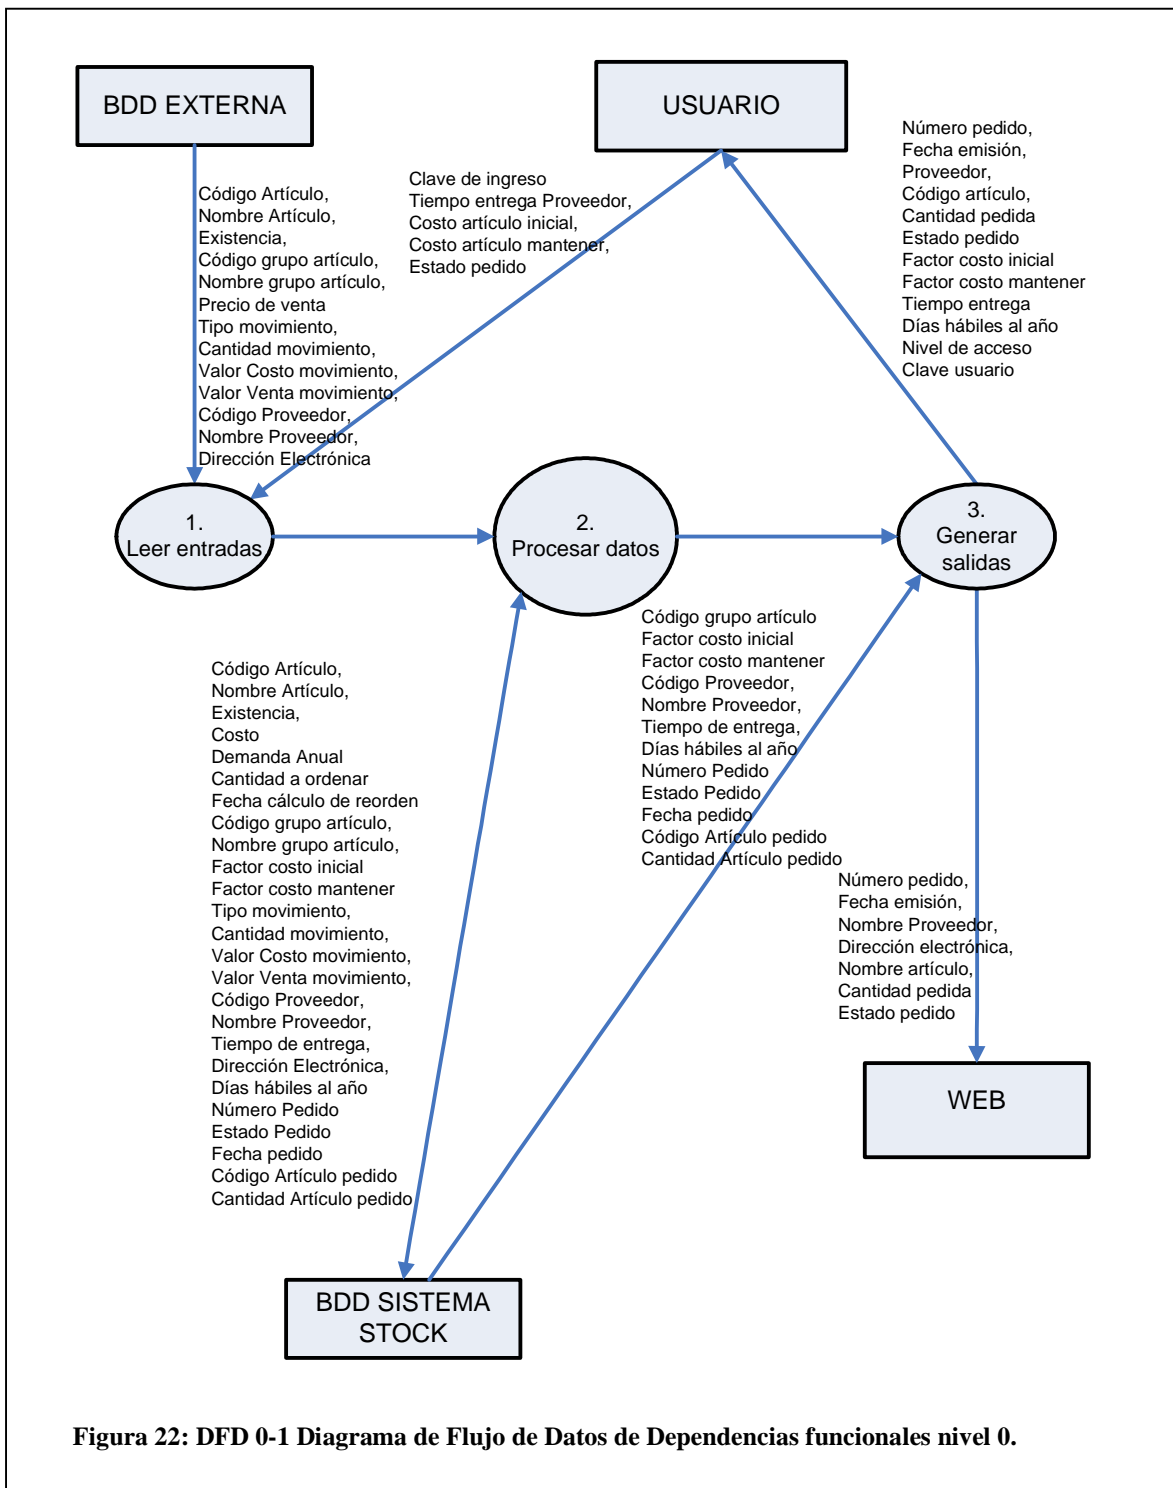 BDD EXTERNA
USUARIO
Código Artículo,
Nombre Artículo,
Existencia,
Código grupo artículo,
Nombre grupo artículo,
Precio de venta
Tipo movimiento,
Cantidad movimiento,
Valor Costo movimiento,
Valor Venta movimiento,
Código Proveedor,
Nombre Proveedor,
Dirección Electrónica
Clave de ingreso
Tiempo entrega Proveedor,
Costo artículo inicial,
Costo artículo mantener,
Estado pedido
Número pedido,
Fecha emisión,
Proveedor,
Código artículo,
Cantidad pedida
Estado pedido
Factor costo inicial
Factor costo mantener
Tiempo entrega
Días hábiles al año
Nivel de acceso
Clave usuario
1.
Leer entradas
2.
Procesar datos
3.
Generar
salidas
Código Artículo,
Nombre Artículo,
Existencia,
Costo
Demanda Anual
Cantidad a ordenar
Fecha cálculo de reorden
Código grupo artículo,
Nombre grupo artículo,
Factor costo inicial
Factor costo mantener
Tipo movimiento,
Cantidad movimiento,
Valor Costo movimiento,
Valor Venta movimiento,
Código Proveedor,
Nombre Proveedor,
Tiempo de entrega,
Dirección Electrónica,
Días hábiles al año
Número Pedido
Estado Pedido
Fecha pedido
Código Artículo pedido
Cantidad Artículo pedido
Código grupo artículo
Factor costo inicial
Factor costo mantener
Código Proveedor,
Nombre Proveedor,
Tiempo de entrega,
Días hábiles al año
Número Pedido
Estado Pedido
Fecha pedido
Código Artículo pedido
Cantidad Artículo pedido
Número pedido,
Fecha emisión,
Nombre Proveedor,
Dirección electrónica,
Nombre artículo,
Cantidad pedida
Estado pedido
WEB
BDD SISTEMA
STOCK
Figura 22: DFD 0-1 Diagrama de Flujo de Datos de Dependencias funcionales nivel 0.